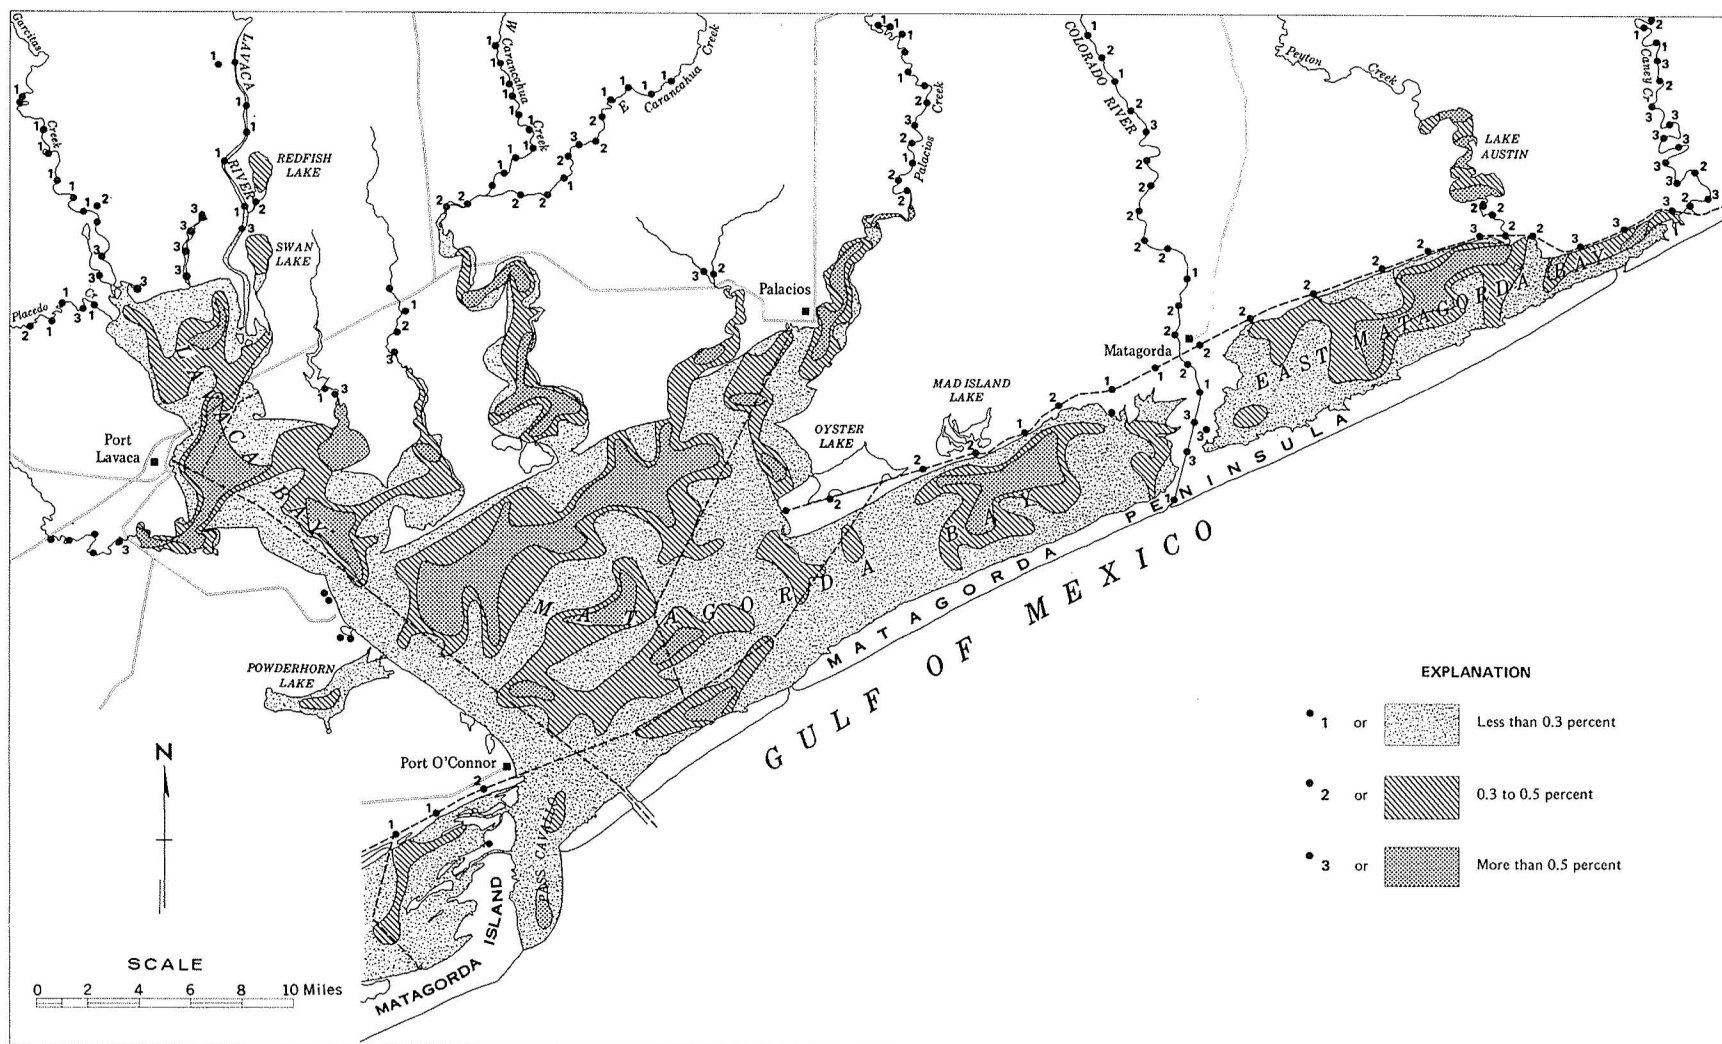 Garcitas
Creek
LAVACA
RIVER
REDFISH
LAKE
SWAN
LAKE
Placedo
Cr
W Carancahua
Creek
E Carancahua Creek
Palacios
Creek
COLORADO
RIVER
Peyton
Creek
LAKE
AUSTIN
Caney Cr
Palacios
Matagorda
MAD ISLAND
LAKE
OYSTER
LAKE
Port
Lavaca
LAVACA
BAY
EAST MATAGORDA BAY
MATAGORDA BAY
MATAGORDA PENINSULA
GULF OF MEXICO
POWDERHORN
LAKE
Port O'Connor
PASS CAVALLO
MATAGORDA ISLAND
N
SCALE
0 2 4 6 8 10 Miles
EXPLANATION
1 or Less than 0.3 percent
2 or 0.3 to 0.5 percent
3 or More than 0.5 percent